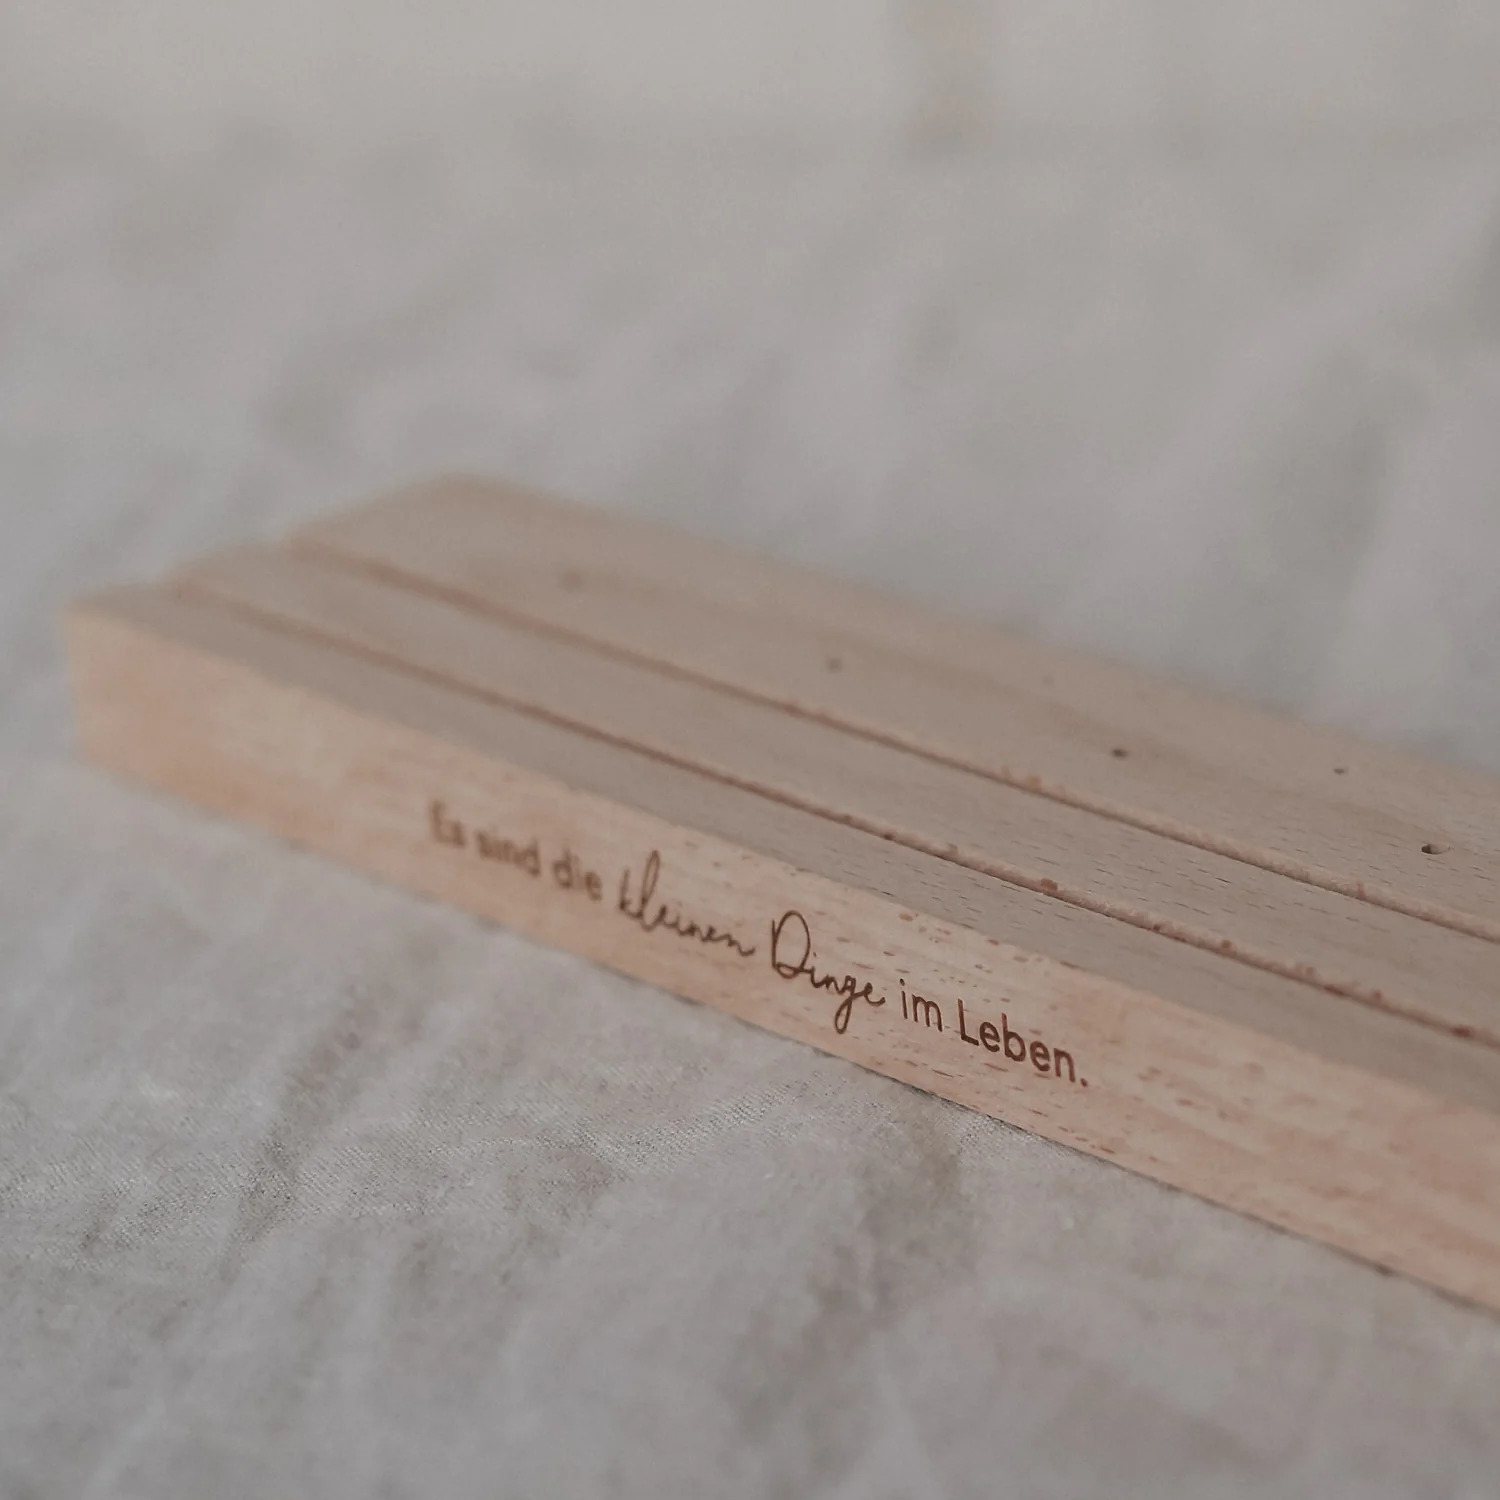 Es sind die kleinen Dinge im Leben.